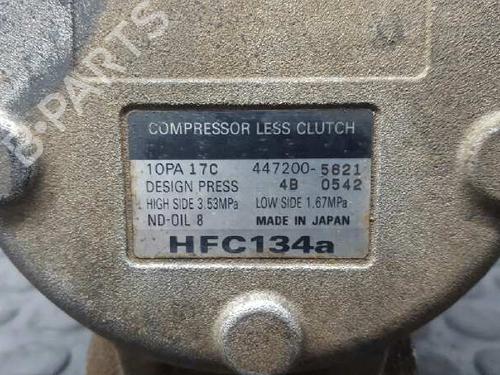 B-PARTS
COMPRESSOR LESS CLUTCH
10PA 17C 447200-5621
DESIGN PRESS 4B 0542
HIGH SIDE 3.53MPa LOW SIDE 1.67MPa
ND-OIL 8 MADE IN JAPAN
HFC134a